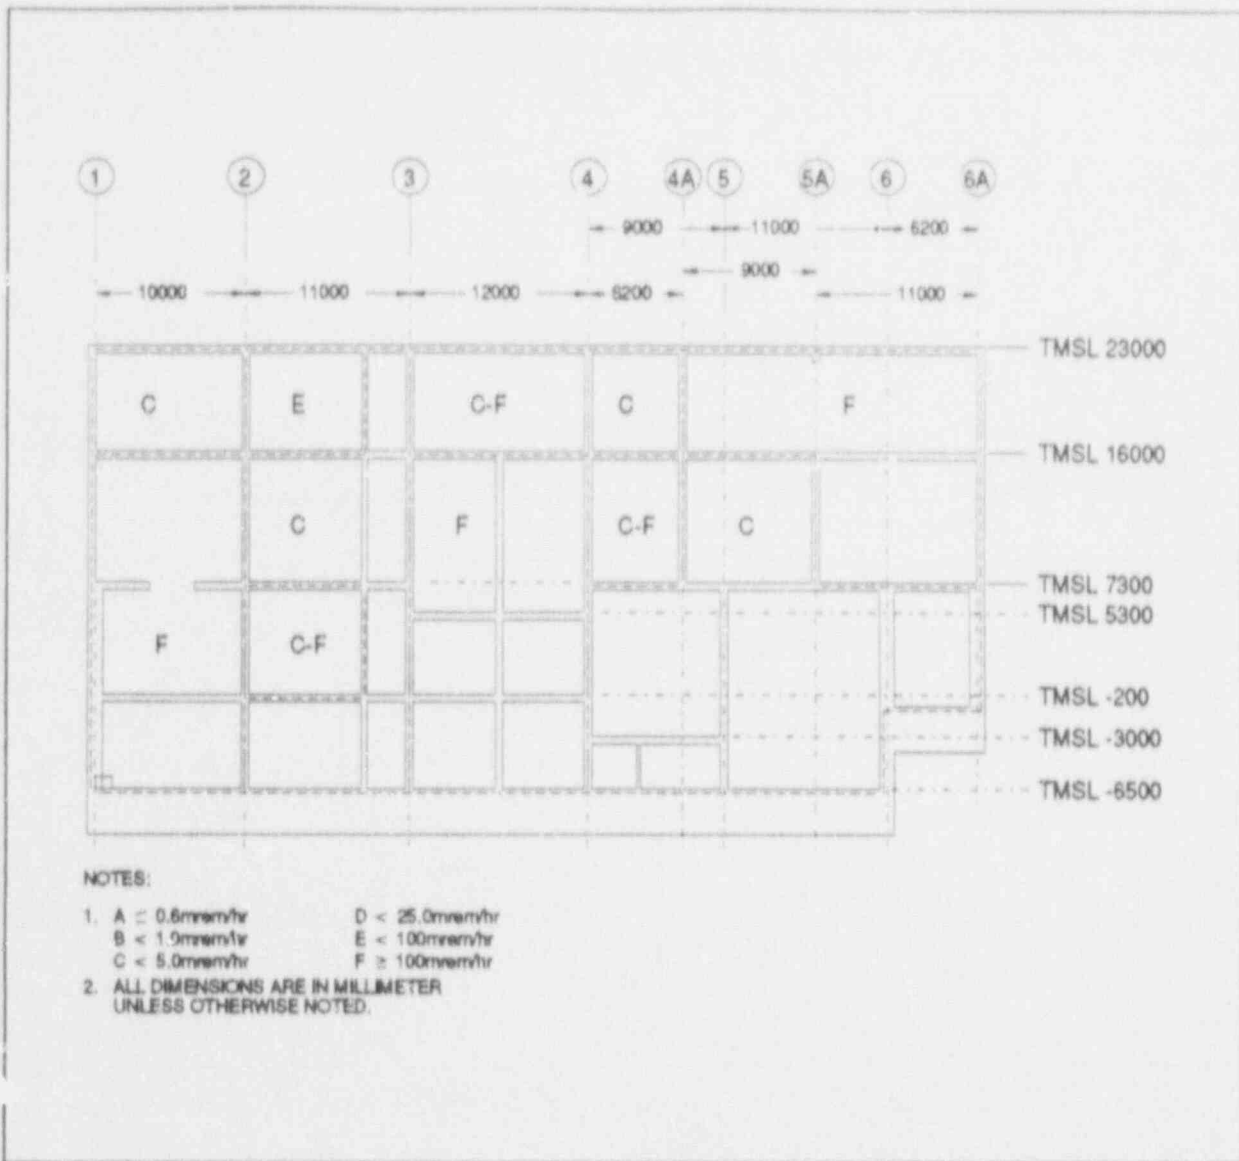 1 2 3 4 4A 5 5A 6 6A
9000 11000 6200
9000
10000 11000 12000 6200 11000
TMSL 23000
C E C-F C F
TMSL 16000
C F C-F C
TMSL 7300
TMSL 5300
F C-F
TMSL -200
TMSL -3000
TMSL -6500
NOTES:
1. A ≤ 0.6mrem/hr D < 25.0mrem/hr
B < 1.9mrem/hr E < 100mrem/hr
C < 5.0mrem/hr F ≥ 100mrem/hr
2. ALL DIMENSIONS ARE IN MILLIMETER
UNLESS OTHERWISE NOTED.